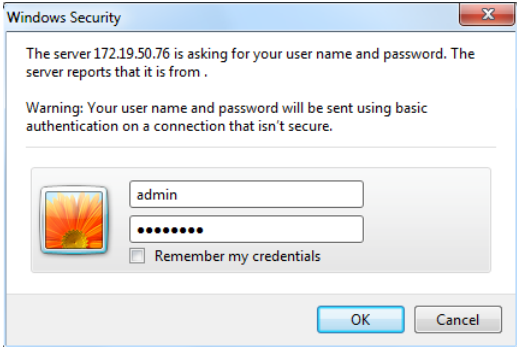 Windows Security
The server 172.19.50.76 is asking for your user name and password. The
server reports that it is from .
Warning: Your user name and password will be sent using basic
authentication on a connection that isn't secure.
admin
●●●●●●●●
Remember my credentials
OK
Cancel